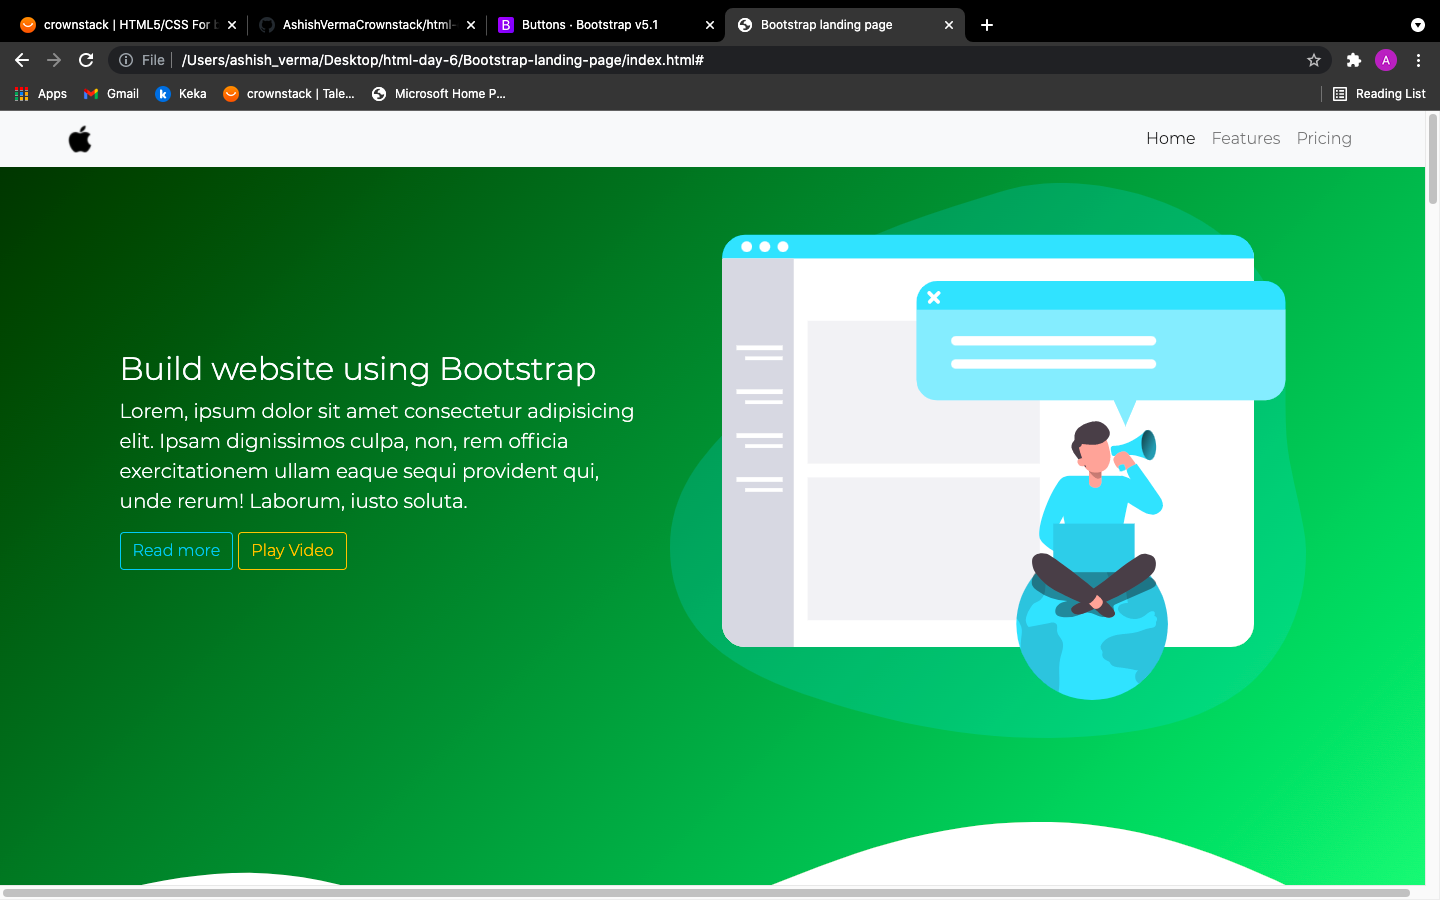 crownstack | HTML5/CSS For b
AshishVermaCrownstack/html-
B Buttons · Bootstrap v5.1
Bootstrap landing page
File /Users/ashish_verma/Desktop/html-day-6/Bootstrap-landing-page/index.html#
A
Apps Gmail k Keka crownstack | Tale... Microsoft Home P... Reading List
Home Features Pricing
Build website using Bootstrap
Lorem, ipsum dolor sit amet consectetur adipisicing
elit. Ipsam dignissimos culpa, non, rem officia
exercitationem ullam eaque sequi provident qui,
unde rerum! Laborum, iusto soluta.
Read more Play Video